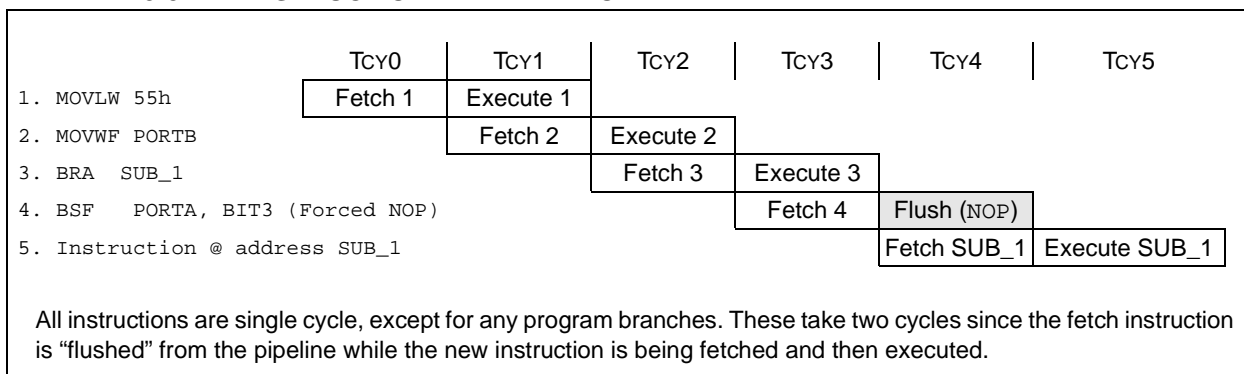 TCY0 TCY1 TCY2 TCY3 TCY4 TCY5
1. MOVLW 55h Fetch 1 Execute 1
2. MOVWF PORTB Fetch 2 Execute 2
3. BRA SUB_1 Fetch 3 Execute 3
4. BSF PORTA, BIT3 (Forced NOP) Fetch 4 Flush (NOP)
5. Instruction @ address SUB_1 Fetch SUB_1 Execute SUB_1
All instructions are single cycle, except for any program branches. These take two cycles since the fetch instruction
is “flushed” from the pipeline while the new instruction is being fetched and then executed.